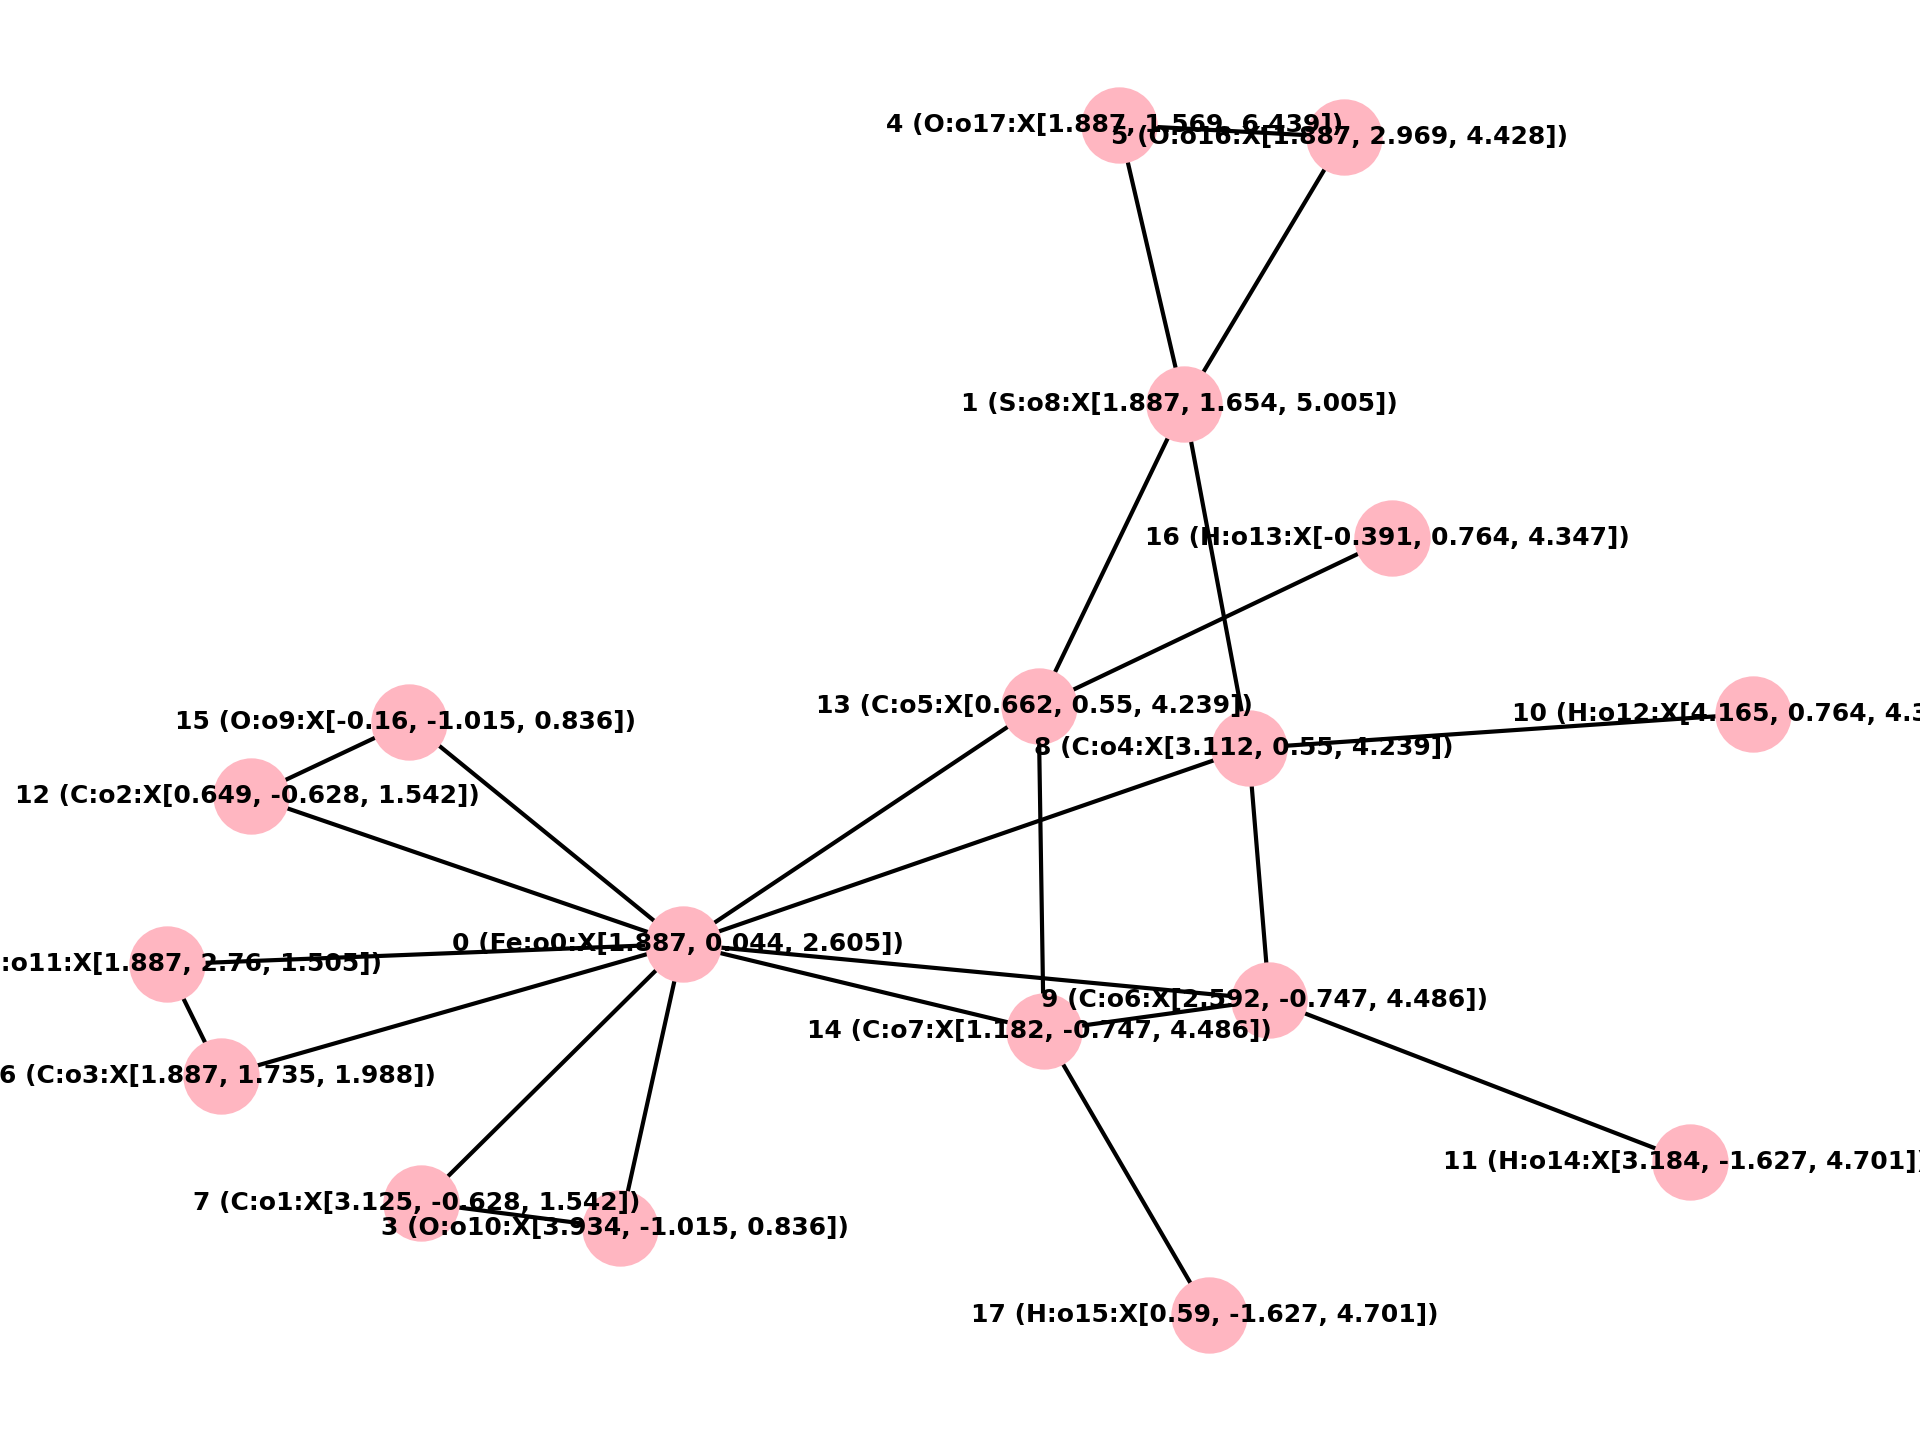 4 (O:o17:X[1.887, 1.569, 6.439])
5 (O:o16:X[1.887, 2.969, 4.428])
1 (S:o8:X[1.887, 1.654, 5.005])
16 (H:o13:X[-0.391, 0.764, 4.347])
13 (C:o5:X[0.662, 0.55, 4.239])
10 (H:o12:X[4.165, 0.764, 4.3
15 (O:o9:X[-0.16, -1.015, 0.836])
8 (C:o4:X[3.112, 0.55, 4.239])
12 (C:o2:X[0.649, -0.628, 1.542])
0 (Fe:o0:X[1.887, 0.044, 2.605])
:o11:X[1.887, 2.76, 1.505])
9 (C:o6:X[2.592, -0.747, 4.486])
14 (C:o7:X[1.182, -0.747, 4.486])
6 (C:o3:X[1.887, 1.735, 1.988])
11 (H:o14:X[3.184, -1.627, 4.701])
7 (C:o1:X[3.125, -0.628, 1.542])
3 (O:o10:X[3.934, -1.015, 0.836])
17 (H:o15:X[0.59, -1.627, 4.701])